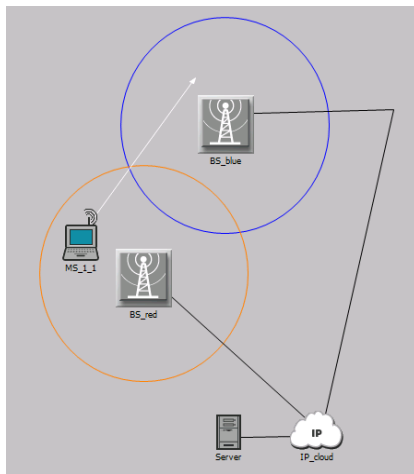 BS_blue
MS_1_1
BS_red
IP
Server
IP_cloud